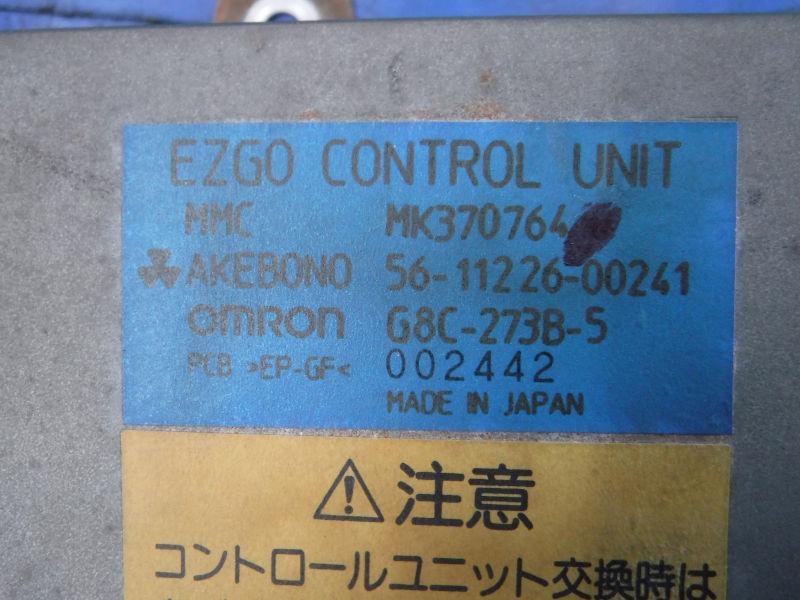 EZGO CONTROL UNIT
MMC MK370764
AKEBONO 56-11226-00241
omron G8C-273B-5
PCB >EP-GF< 002442
MADE IN JAPAN
注意
コントロールユニット交換時は